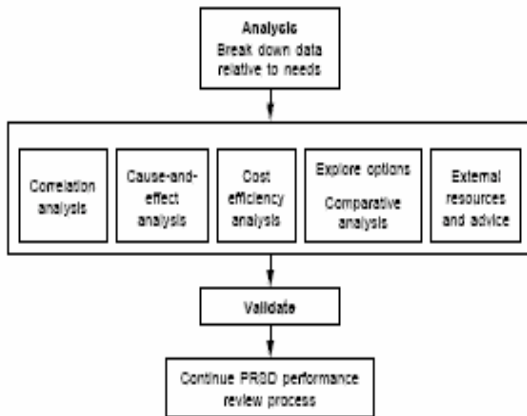 Analysis
Break down data
relative to needs
Correlation
analysis
Cause-and-
effect
analysis
Cost
efficiency
analysis
Explore options
Comparative
analysis
External
resources
and advice
Validate
Continue PRSD performance
review process